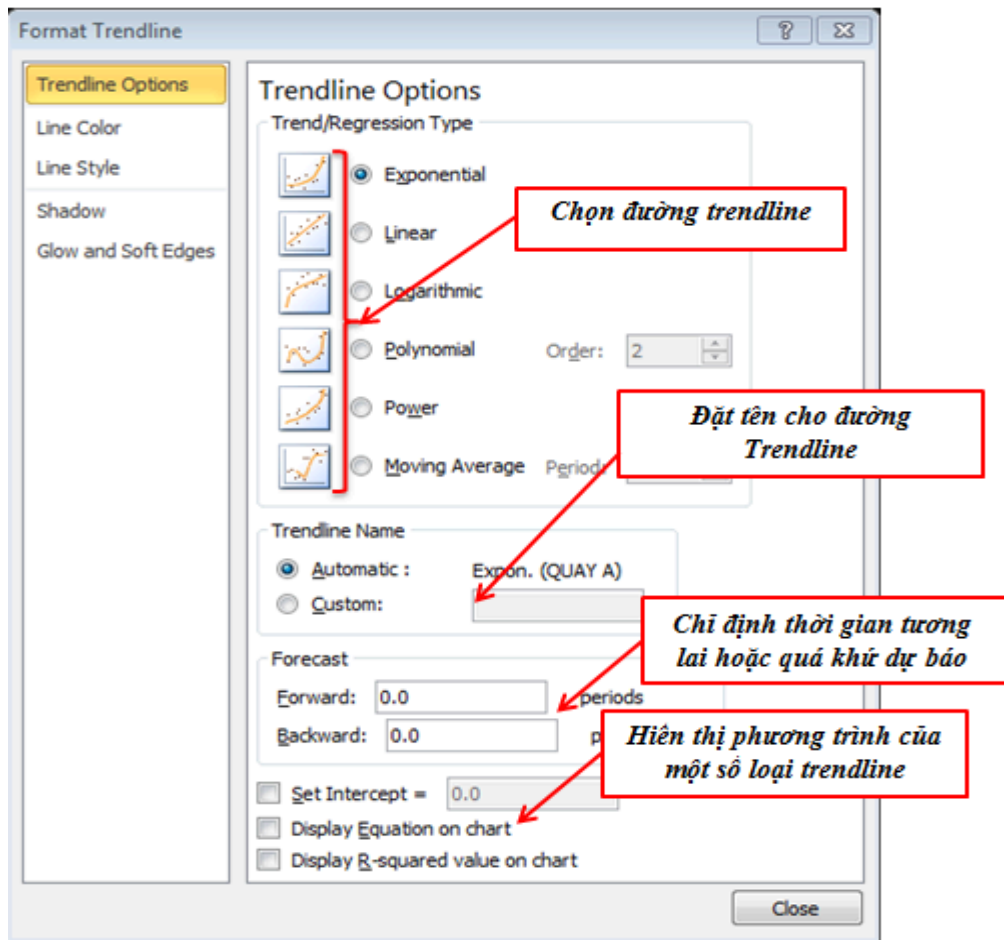 Format Trendline
Trendline Options
Line Color
Line Style
Shadow
Glow and Soft Edges
Trendline Options
Trend/Regression Type
Exponential
Linear
Logarithmic
Polynomial Order: 2
Power
Moving Average Period:
Chọn đường trendline
Đặt tên cho đường
Trendline
Trendline Name
Automatic : Expon. (QUAY A)
Custom:
Chỉ định thời gian tương
lai hoặc quá khứ dự báo
Forecast
Forward: 0.0 periods
Backward: 0.0 p
Hiên thị phương trình của
một số loại trendline
Set Intercept = 0.0
Display Equation on chart
Display R-squared value on chart
Close